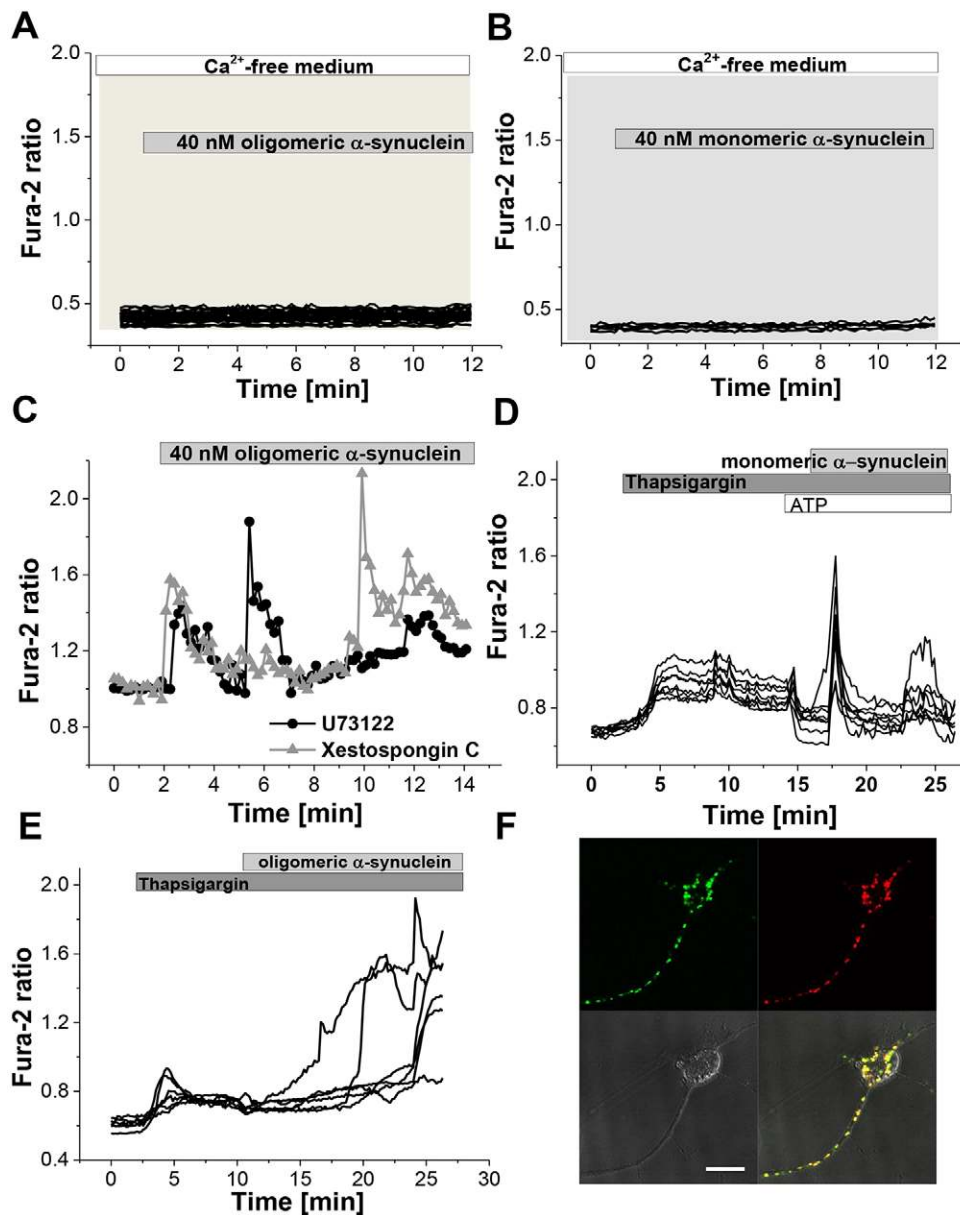 A
2.0
Ca2+-free medium
1.5
40 nM oligomeric α-synuclein
Fura-2 ratio
1.0
0.5
0 2 4 6 8 10 12
Time [min]
B
2.0
Ca2+-free medium
1.5
40 nM monomeric α-synuclein
Fura-2 ratio
1.0
0.5
0 2 4 6 8 10 12
Time [min]
C
40 nM oligomeric α-synuclein
2.0
1.6
Fura-2 ratio
1.2
0.8
U73122
Xestospongin C
0 2 4 6 8 10 12 14
Time [min]
D
monomeric α–synuclein
2.0
Thapsigargin
ATP
1.6
Fura-2 ratio
1.2
0.8
0 5 10 15 20 25
Time [min]
E
oligomeric α-synuclein
2.0
Thapsigargin
1.6
Fura-2 ratio
1.2
0.8
0.4
0 5 10 15 20 25 30
Time [min]
F